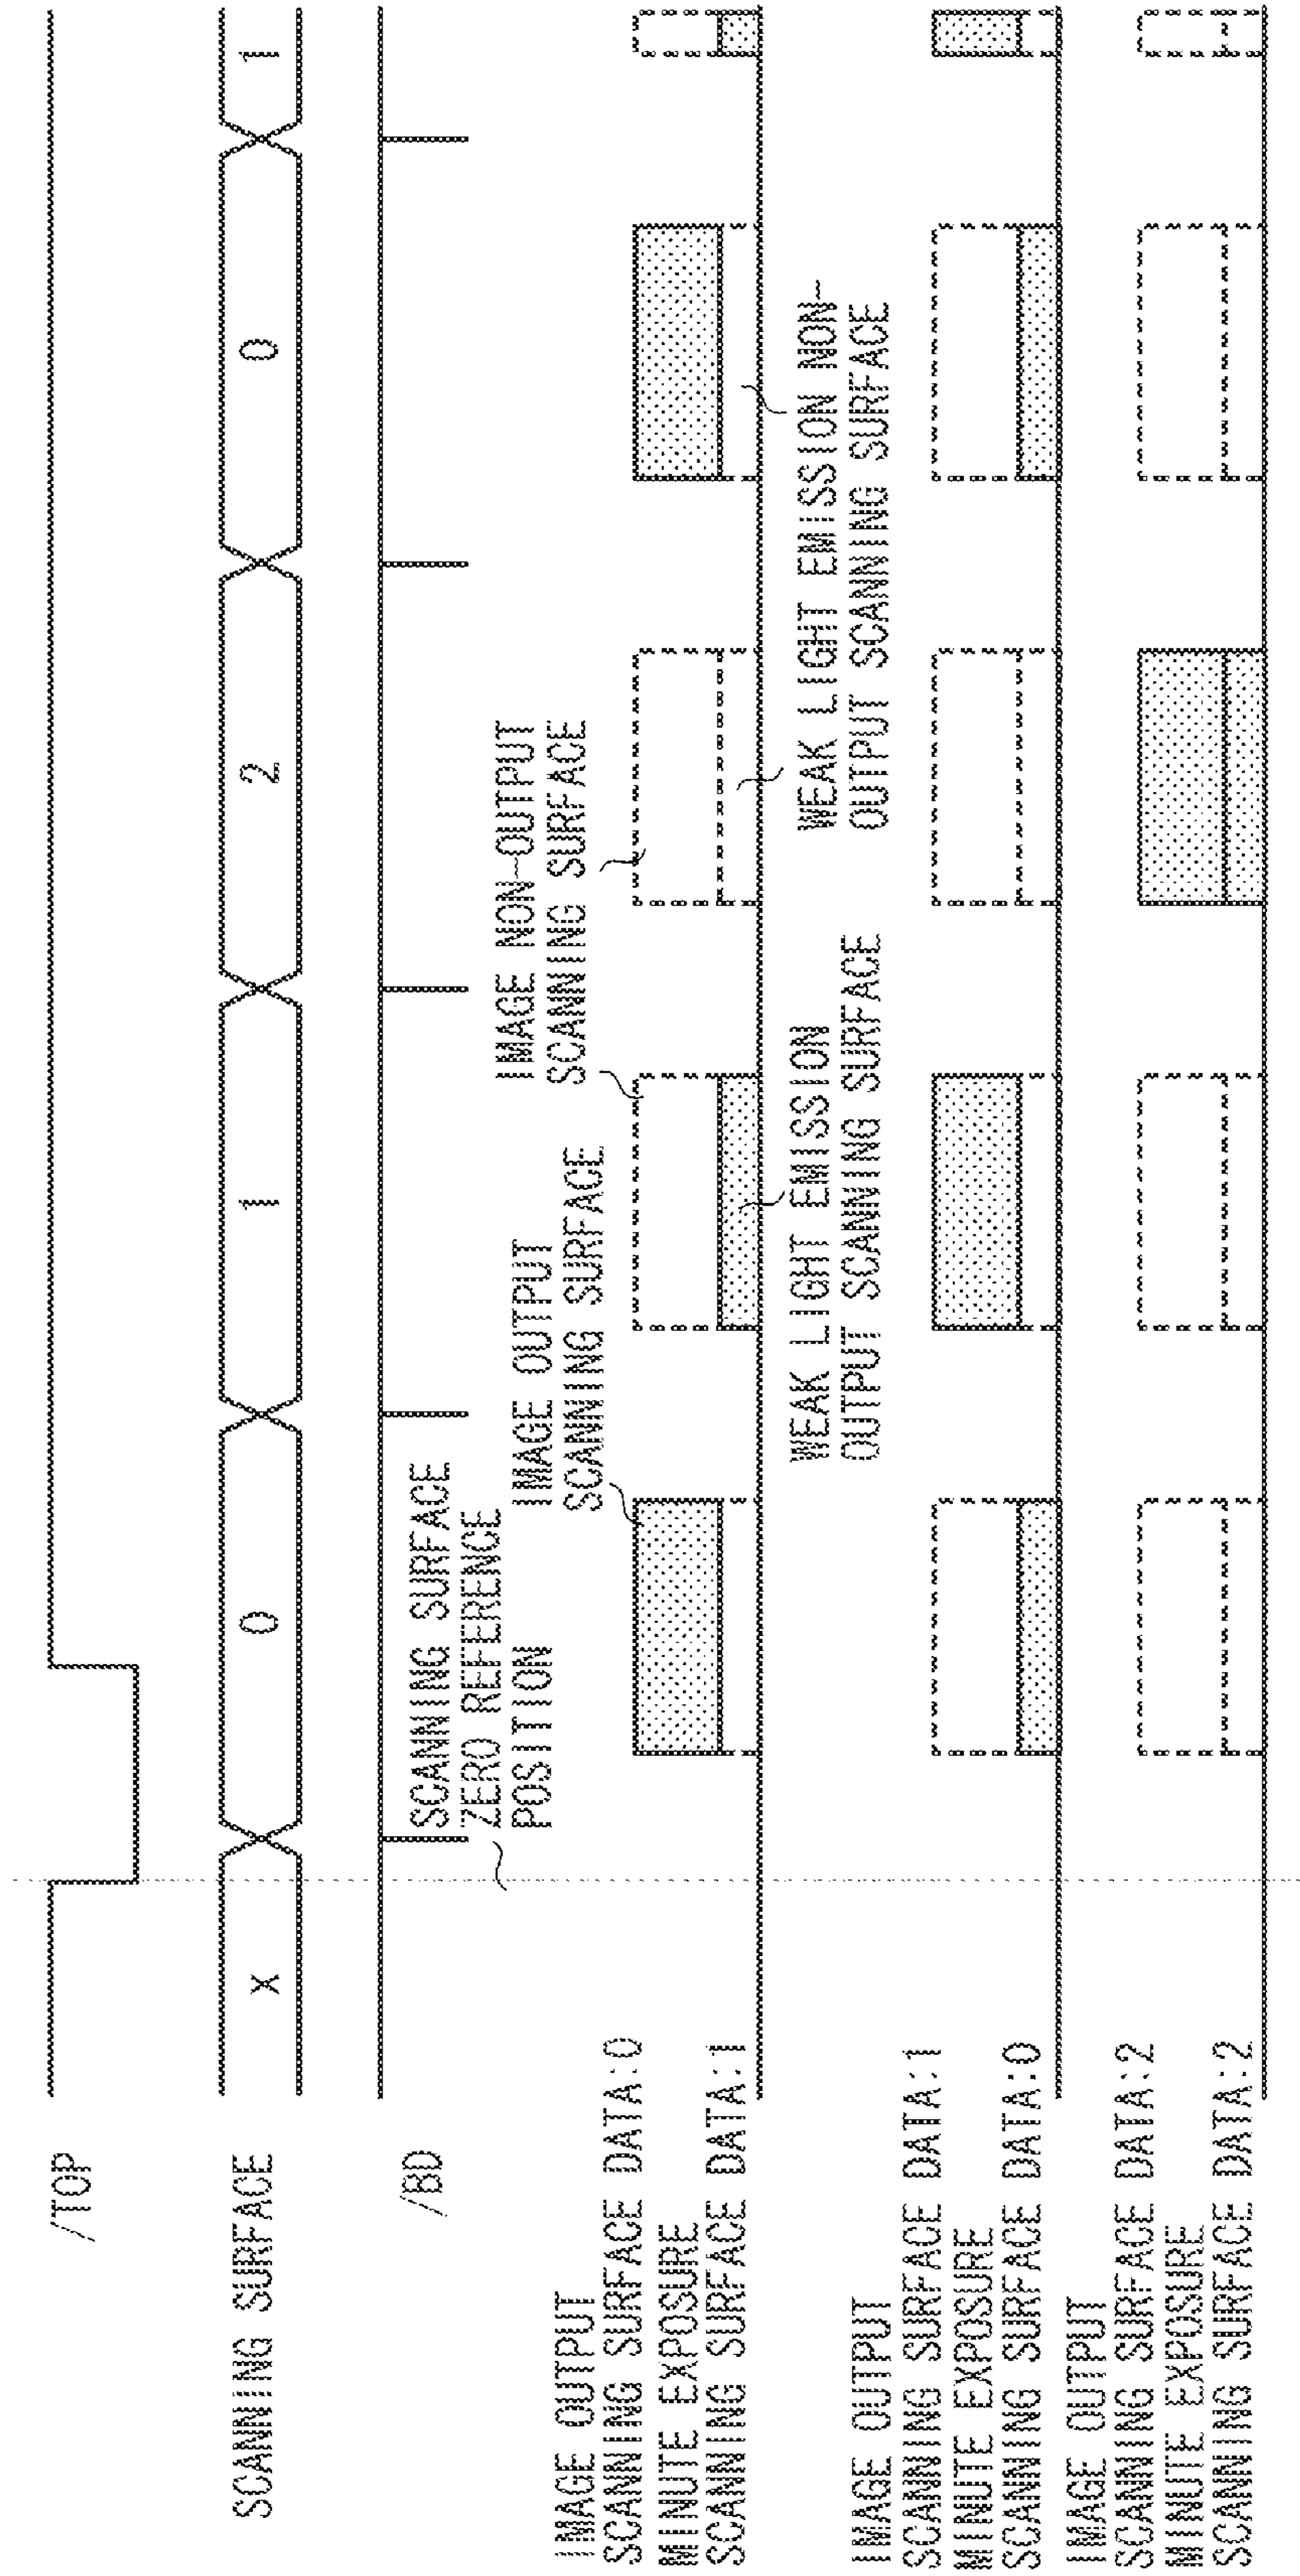 /TOP
SCANNING SURFACE
X
0
1
2
0
1
/BD
SCANNING SURFACE
ZERO REFERENCE
POSITION
IMAGE OUTPUT
SCANNING SURFACE
IMAGE NON-OUTPUT
SCANNING SURFACE
IMAGE OUTPUT
SCANNING SURFACE DATA:0
MINUTE EXPOSURE
SCANNING SURFACE DATA:1
WEAK LIGHT EMISSION
OUTPUT SCANNING SURFACE
WEAK LIGHT EMISSION NON-
OUTPUT SCANNING SURFACE
IMAGE OUTPUT
SCANNING SURFACE DATA:1
MINUTE EXPOSURE
SCANNING SURFACE DATA:0
IMAGE OUTPUT
SCANNING SURFACE DATA:2
MINUTE EXPOSURE
SCANNING SURFACE DATA:2